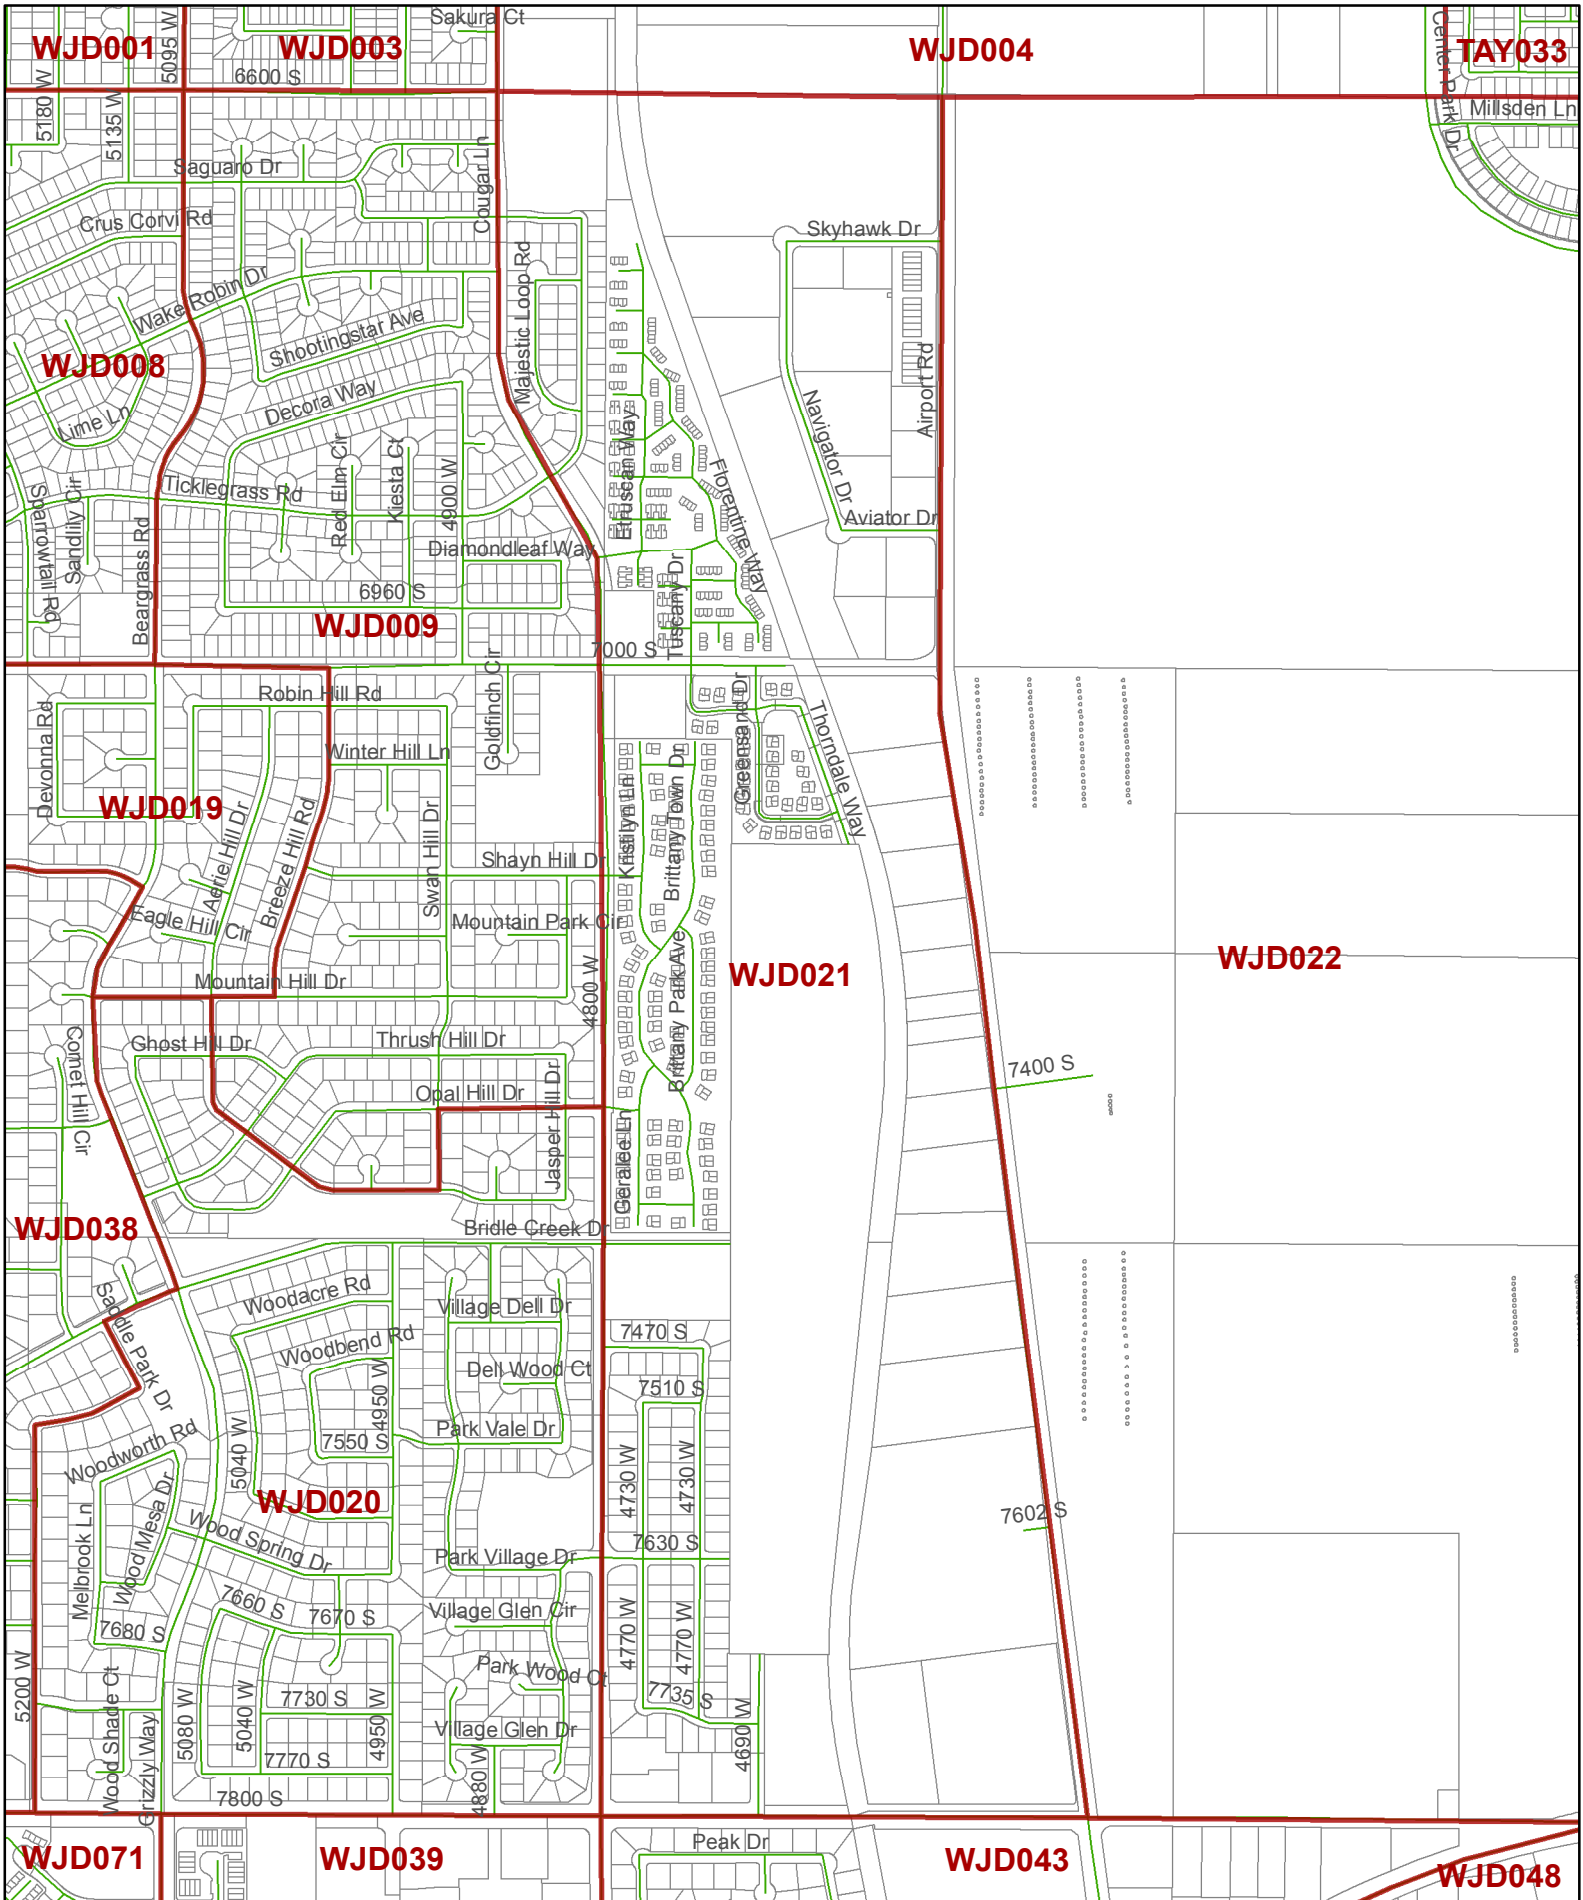 Sakura Ct
WJD001
5095 W
WJD003
WJD004
Center Park Dr
TAY033
6600 S
5180 W
5135 W
Millsden Ln
Saguaro Dr
Cougar Ln
Crus Corvi Rd
Skyhawk Dr
Majestic Loop Rd
Wake Robin Dr
Shootingstar Ave
WJD008
Airport Rd
Decora Way
Lime Ln
Navigator Dr
Etruscan Way
Red Elm Cir
Kiesta Ct
4900 W
Florentine Way
Ticklegrass Rd
Sparrowtail Rd
Sandlily Cir
Beargrass Rd
Aviator Dr
Diamondleaf Way
6960 S
Tuscany Dr
WJD009
7000 S
Goldfinch Cir
Robin Hill Rd
Devonna Rd
Greensand Dr
Thorndale Way
Winter Hill Ln
WJD019
Aerie Hill Dr
Breeze Hill Rd
Swan Hill Dr
Kristilyn Ln
Brittany Town Dr
Shayn Hill Dr
Eagle Hill Cir
Mountain Park Cir
WJD021
WJD022
Mountain Hill Dr
4800 W
Brittany Park Ave
Comet Hill Cir
Ghost Hill Dr
Thrush Hill Dr
7400 S
Opal Hill Dr
Jasper Hill Dr
Geralee Ln
WJD038
Bridle Creek Dr
Saddle Park Dr
Woodacre Rd
Village Dell Dr
Woodbend Rd
7470 S
Dell Wood Ct
4950 W
7510 S
Woodworth Rd
5040 W
7550 S
Park Vale Dr
4730 W
4730 W
WJD020
Melbrook Ln
Wood Mesa Dr
Wood Spring Dr
7602 S
7630 S
Park Village Dr
7660 S
7670 S
Village Glen Cir
7680 S
4770 W
4770 W
5200 W
Wood Shade Ct
Park Wood Ct
7730 S
7735 S
Grizzly Way
5080 W
5040 W
4950 W
Village Glen Dr
4690 W
7770 S
4880 W
7800 S
WJD071
WJD039
Peak Dr
WJD043
WJD048